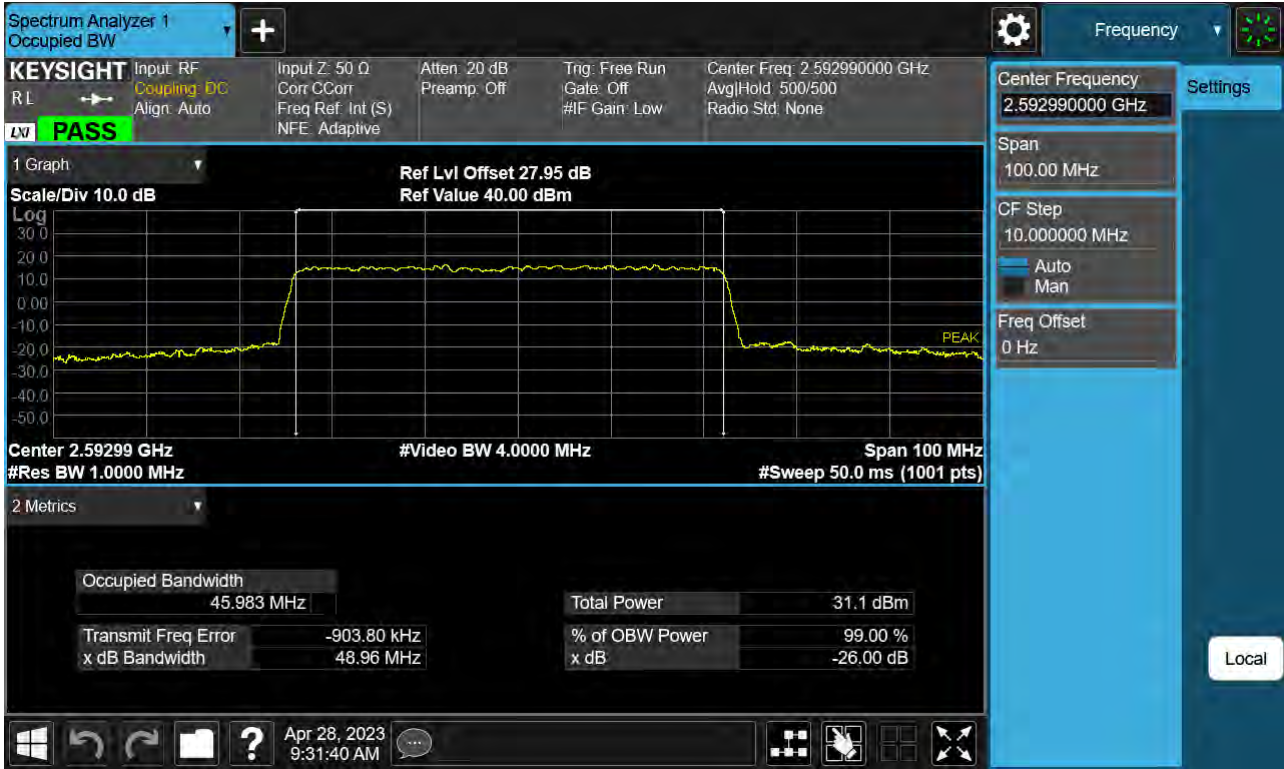 Spectrum Analyzer 1
Occupied BW
Frequency
KEYSIGHT
R L
LXI
PASS
Input: RF
Coupling: DC
Align: Auto
Input Z: 50 Ω
Corr CCorr
Freq Ref: Int (S)
NFE: Adaptive
Atten: 20 dB
Preamp: Off
Trig: Free Run
Gate: Off
#IF Gain: Low
Center Freq: 2.592990000 GHz
Avg|Hold: 500/500
Radio Std: None
Center Frequency
2.592990000 GHz
Settings
Span
100.00 MHz
CF Step
10.000000 MHz
Auto
Man
Freq Offset
0 Hz
Local
1 Graph
Scale/Div 10.0 dB
Ref Lvl Offset 27.95 dB
Ref Value 40.00 dBm
Log
30.0
20.0
10.0
0.00
-10.0
-20.0
-30.0
-40.0
-50.0
PEAK
Center 2.59299 GHz
#Video BW 4.0000 MHz
Span 100 MHz
#Res BW 1.0000 MHz
#Sweep 50.0 ms (1001 pts)
2 Metrics
Occupied Bandwidth
45.983 MHz
Total Power 31.1 dBm
Transmit Freq Error -903.80 kHz
% of OBW Power 99.00 %
x dB Bandwidth 48.96 MHz
x dB -26.00 dB
?
Apr 28, 2023
9:31:40 AM